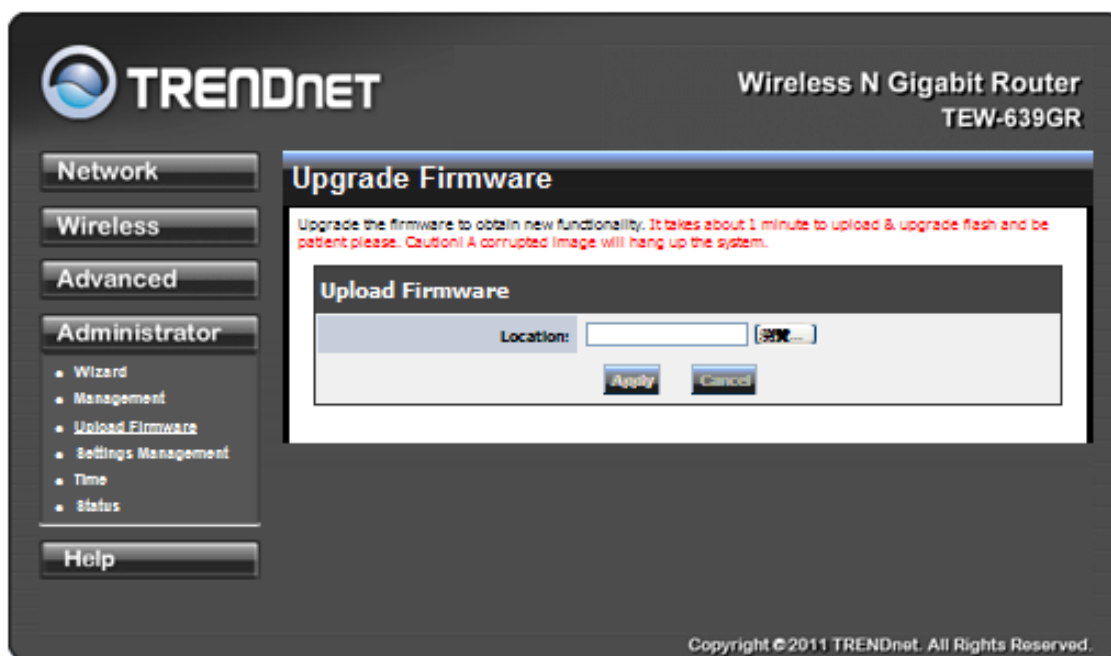 TRENDNET
Wireless N Gigabit Router
TEW-639GR
Network
Wireless
Advanced
Administrator
Wizard
Management
Upload Firmware
Settings Management
Time
Status
Help
Upgrade Firmware
Upgrade the firmware to obtain new functionality. It takes about 1 minute to upload & upgrade flash and be
patient please. Caution! A corrupted image will hang up the system.
Upload Firmware
Location:
Apply Cancel
Copyright © 2011 TRENDnet. All Rights Reserved.